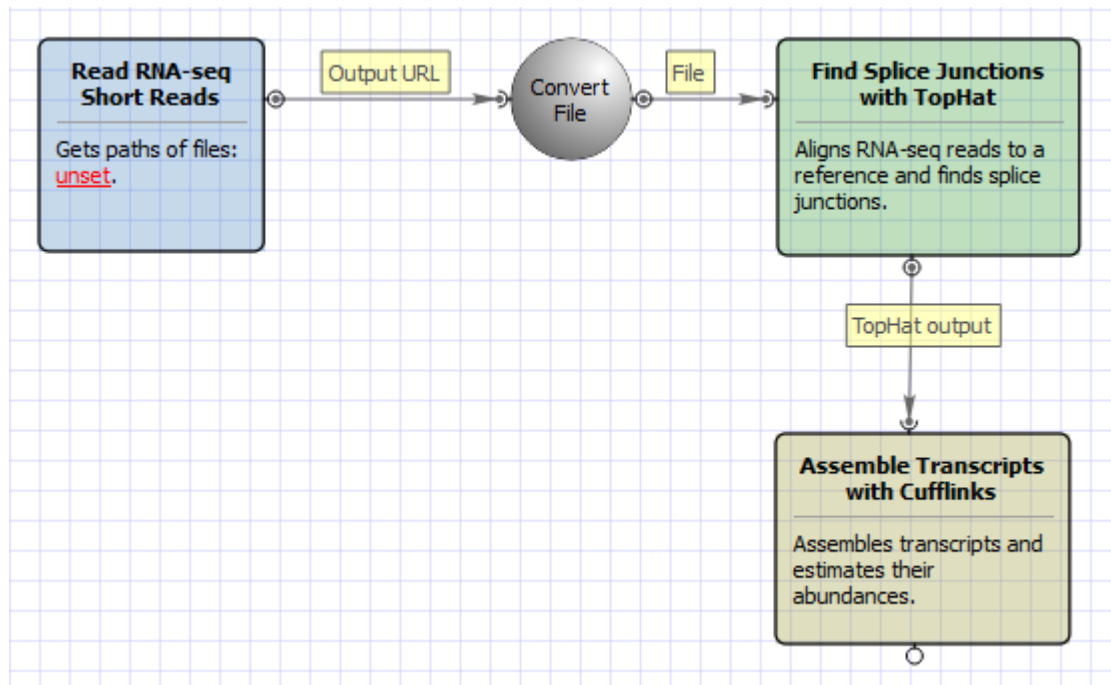 Read RNA-seq
Short Reads
Gets paths of files:
unset.
Output URL
Convert
File
File
Find Splice Junctions
with TopHat
Aligns RNA-seq reads to a
reference and finds splice
junctions.
TopHat output
Assemble Transcripts
with Cufflinks
Assembles transcripts and
estimates their
abundances.